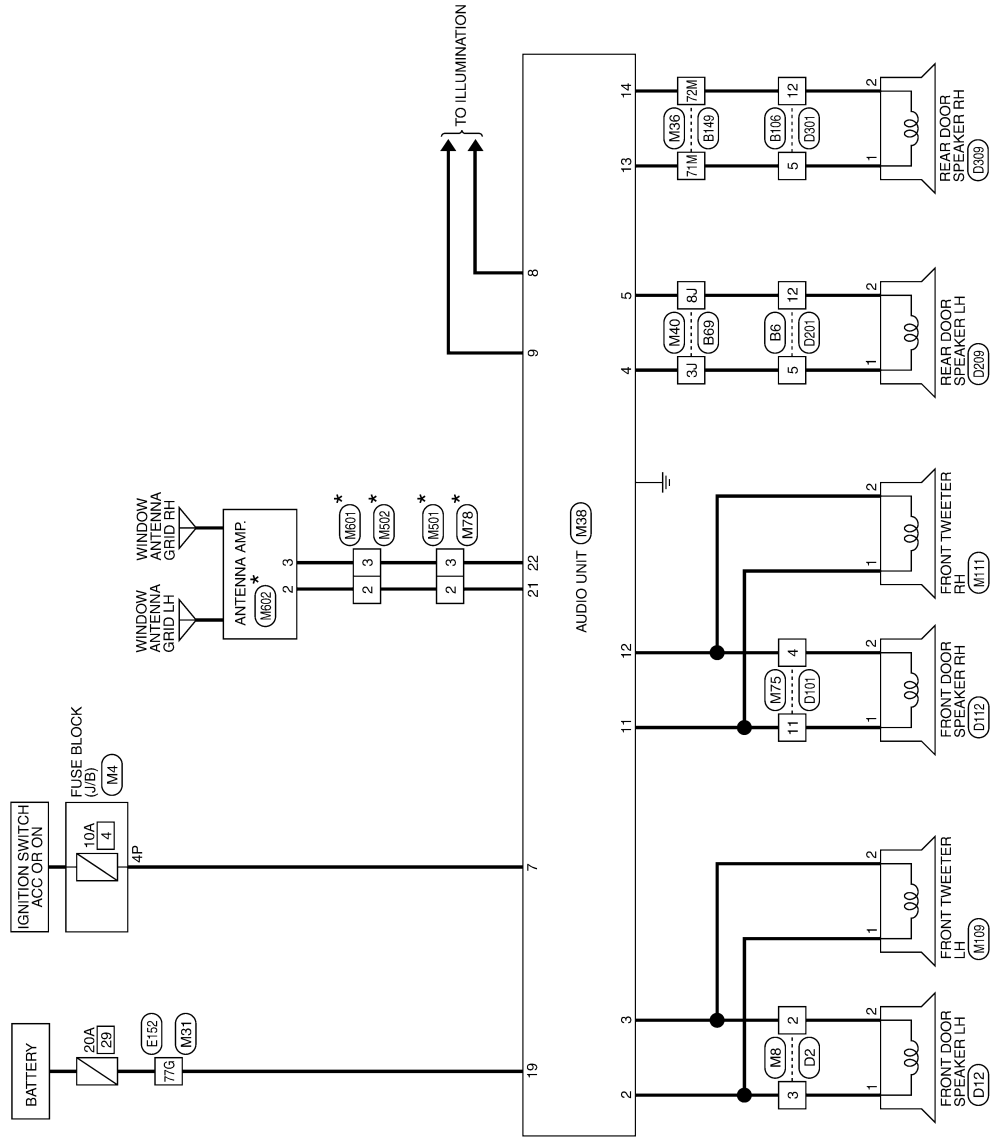 BATTERY
20A
29
77G
E152
M31
19
IGNITION SWITCH
ACC OR ON
FUSE BLOCK
(J/B)
M4
10A
4
4P
7
WINDOW
ANTENNA
GRID LH
WINDOW
ANTENNA
GRID RH
ANTENNA AMP.
M602
*
2
3
2
3
M601
*
M502
*
2
3
M501
*
M78
*
21
22
TO ILLUMINATION
9
8
AUDIO UNIT
M38
2
3
3
2
M8
D2
1
2
FRONT DOOR
SPEAKER LH
D12
1
2
FRONT TWEETER
LH
M109
11
12
11
4
M75
D101
1
2
FRONT DOOR
SPEAKER RH
D112
1
2
FRONT TWEETER
RH
M111
4
5
3J
8J
M40
B69
5
12
B6
D201
1
2
REAR DOOR
SPEAKER LH
D209
13
14
71M
72M
M36
B149
5
12
B106
D301
1
2
REAR DOOR
SPEAKER RH
D309